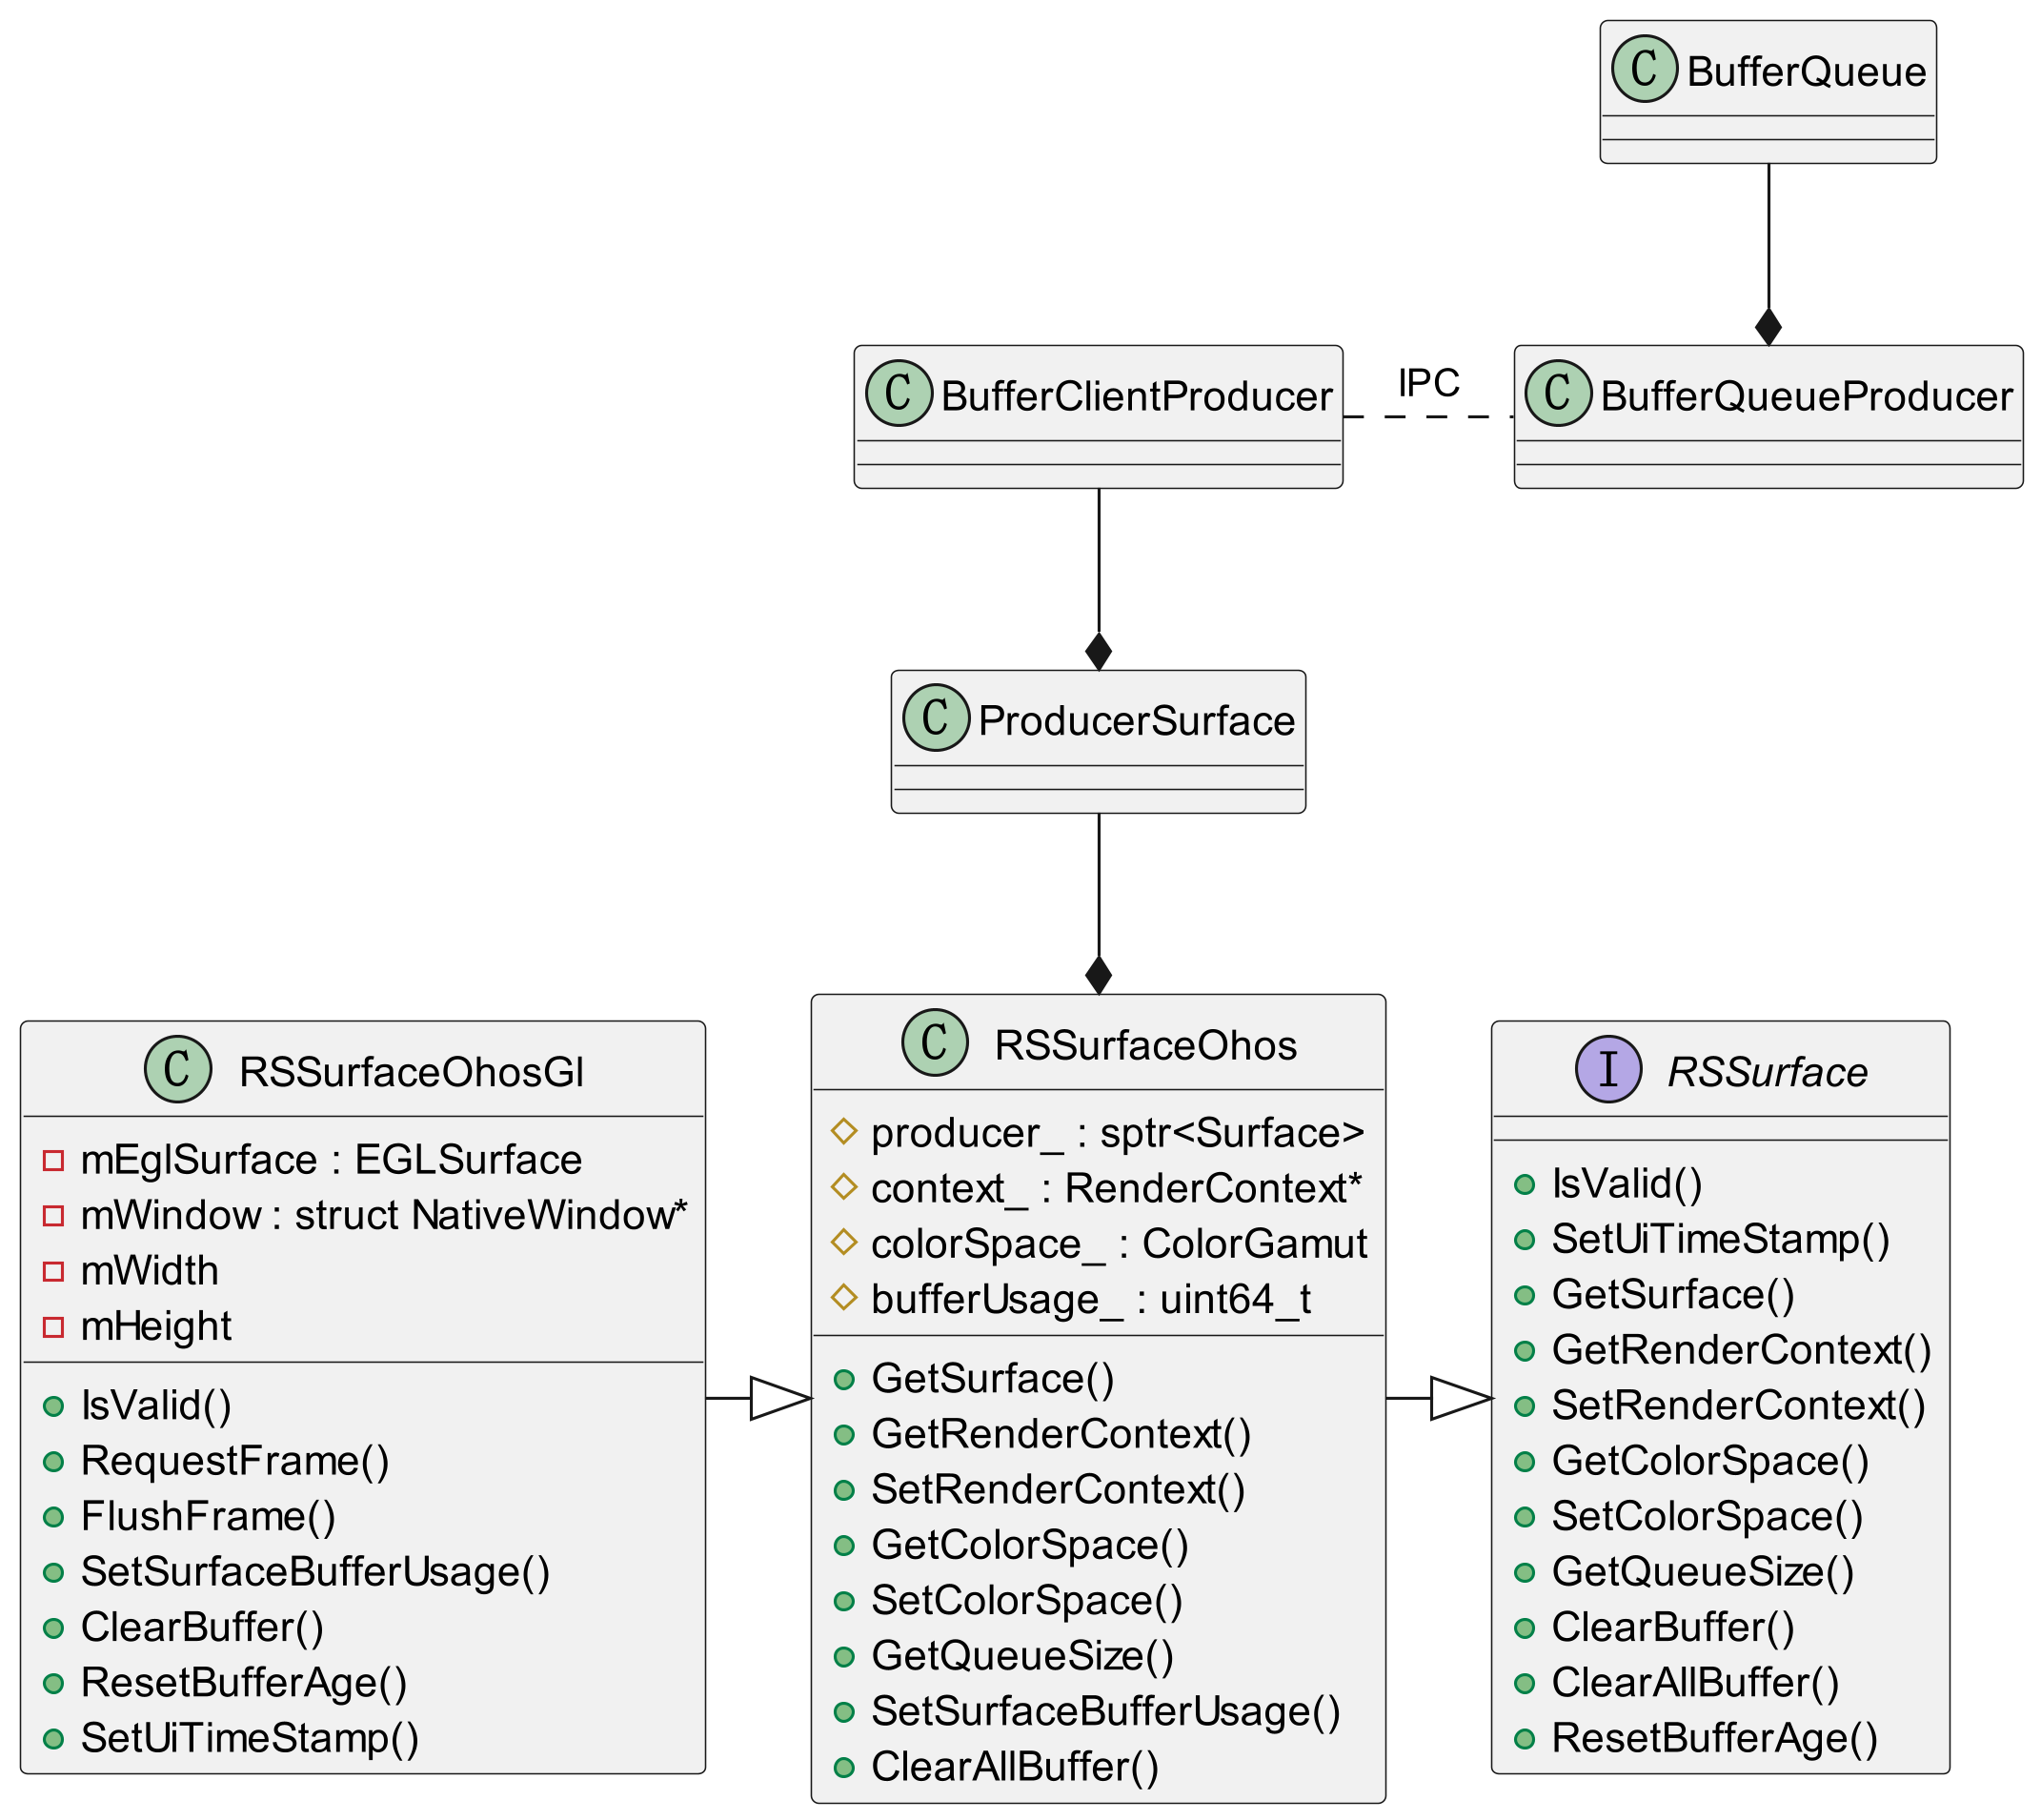 C BufferQueue
C BufferClientProducer
IPC
C BufferQueueProducer
C ProducerSurface
C RSSurfaceOhosGl
mEglSurface : EGLSurface
mWindow : struct NativeWindow*
mWidth
mHeight
IsValid()
RequestFrame()
FlushFrame()
SetSurfaceBufferUsage()
ClearBuffer()
ResetBufferAge()
SetUiTimeStamp()
C RSSurfaceOhos
producer_ : sptr<Surface>
context_ : RenderContext*
colorSpace_ : ColorGamut
bufferUsage_ : uint64_t
GetSurface()
GetRenderContext()
SetRenderContext()
GetColorSpace()
SetColorSpace()
GetQueueSize()
SetSurfaceBufferUsage()
ClearAllBuffer()
I RSSurface
IsValid()
SetUiTimeStamp()
GetSurface()
GetRenderContext()
SetRenderContext()
GetColorSpace()
SetColorSpace()
GetQueueSize()
ClearBuffer()
ClearAllBuffer()
ResetBufferAge()